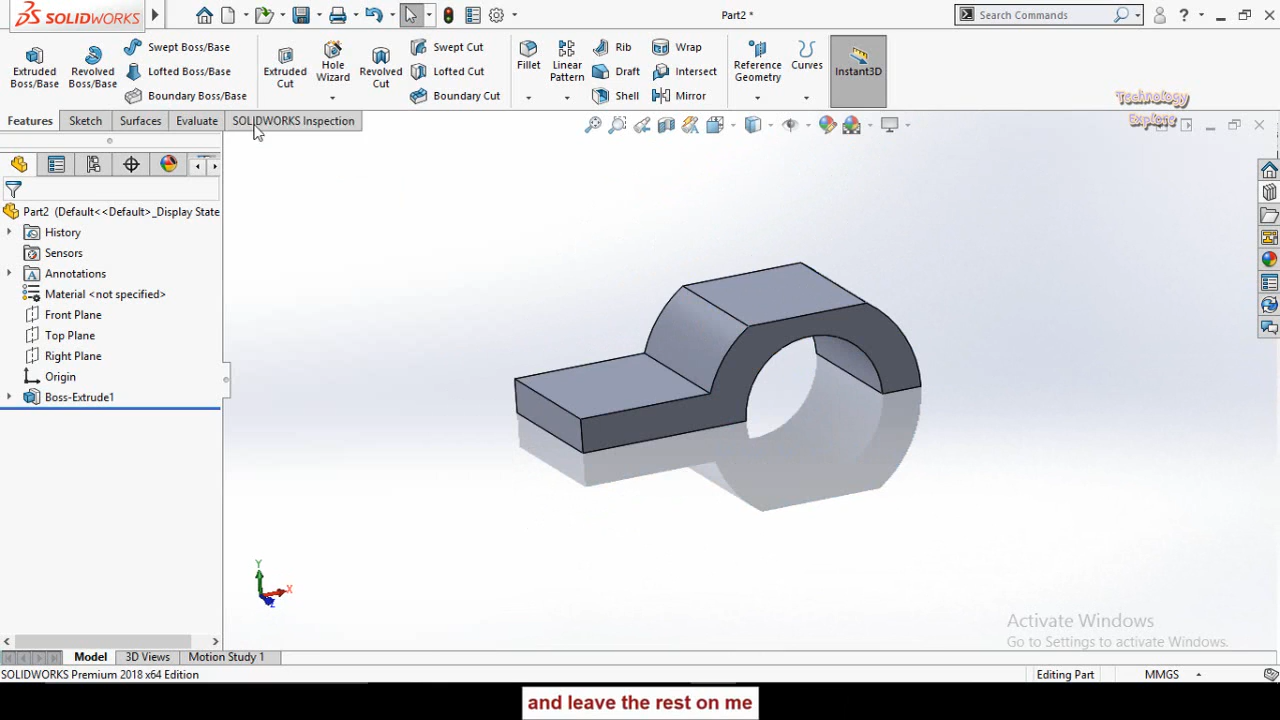 SOLIDWORKS
Part2 *
Search Commands
?
Extruded Boss/Base
Revolved Boss/Base
Swept Boss/Base
Lofted Boss/Base
Boundary Boss/Base
Extruded Cut
Hole Wizard
Revolved Cut
Swept Cut
Lofted Cut
Boundary Cut
Fillet
Linear Pattern
Rib
Draft
Shell
Wrap
Intersect
Mirror
Reference Geometry
Curves
Instant3D
Technology
Explore
Features
Sketch
Surfaces
Evaluate
SOLIDWORKS Inspection
Part2 (Default<<Default>_Display State
History
Sensors
Annotations
Material <not specified>
Front Plane
Top Plane
Right Plane
Origin
Boss-Extrude1
Y
X
Z
Activate Windows
Go to Settings to activate Windows.
Model
3D Views
Motion Study 1
SOLIDWORKS Premium 2018 x64 Edition
Editing Part
MMGS
and leave the rest on me